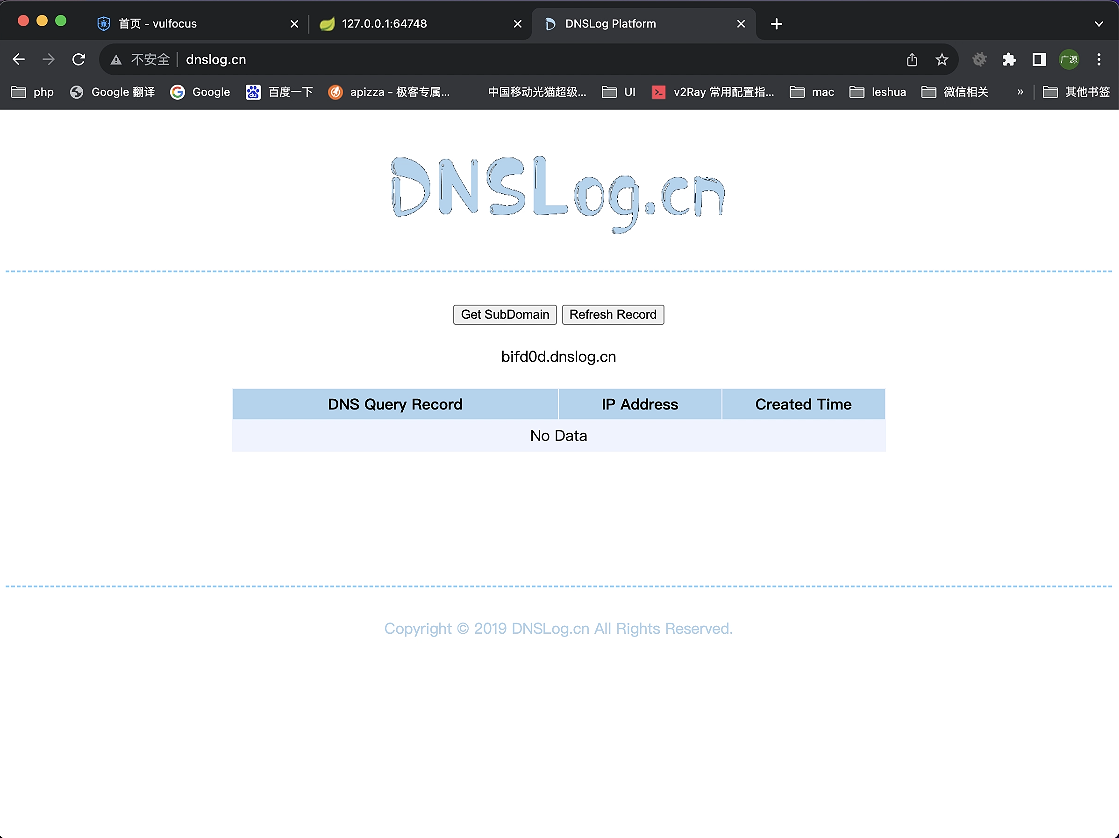 首页 - vulfocus 127.0.0.1:64748 DNSLog Platform
不安全 dnslog.cn 广源
php Google 翻译 Google 百度一下 apizza - 极客专属... 中国移动光猫超级... UI v2Ray 常用配置指... mac leshua 微信相关 » 其他书签
DNSLog.cn
Get SubDomain Refresh Record
bifd0d.dnslog.cn
DNS Query Record IP Address Created Time
No Data
Copyright © 2019 DNSLog.cn All Rights Reserved.